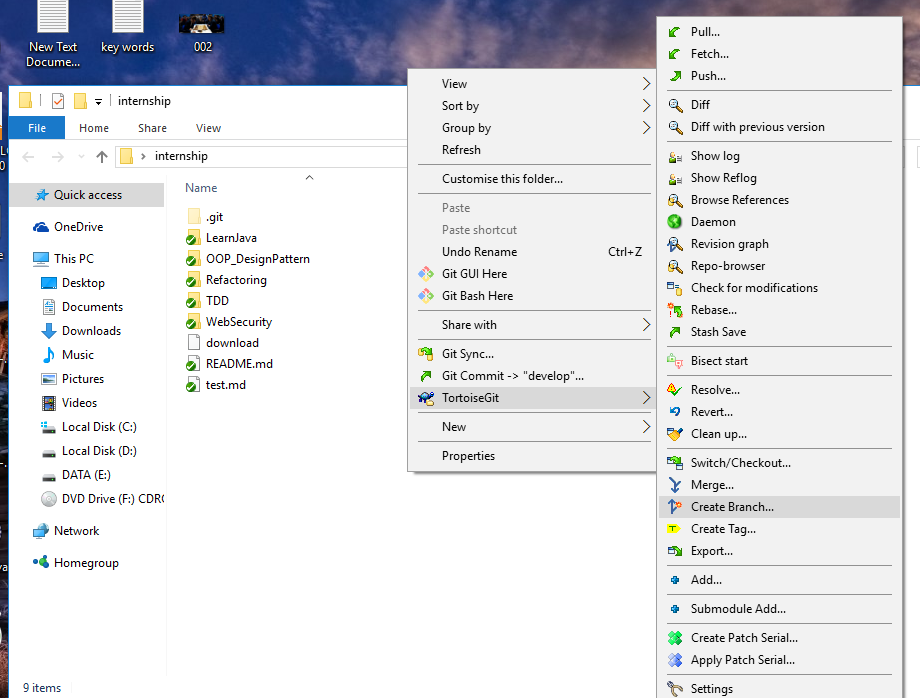 New Text
Docume...
key words
002
internship
File
Home
Share
View
internship
Quick access
OneDrive
This PC
Desktop
Documents
Downloads
Music
Pictures
Videos
Local Disk (C:)
Local Disk (D:)
DATA (E:)
DVD Drive (F:) CDRO
Network
Homegroup
Name
.git
LearnJava
OOP_DesignPattern
Refactoring
TDD
WebSecurity
download
README.md
test.md
9 items
View
Sort by
Group by
Refresh
Customise this folder...
Paste
Paste shortcut
Undo Rename Ctrl+Z
Git GUI Here
Git Bash Here
Share with
Git Sync...
Git Commit -> "develop"...
TortoiseGit
New
Properties
Pull...
Fetch...
Push...
Diff
Diff with previous version
Show log
Show Reflog
Browse References
Daemon
Revision graph
Repo-browser
Check for modifications
Rebase...
Stash Save
Bisect start
Resolve...
Revert...
Clean up...
Switch/Checkout...
Merge...
Create Branch...
Create Tag...
Export...
Add...
Submodule Add...
Create Patch Serial...
Apply Patch Serial...
Settings